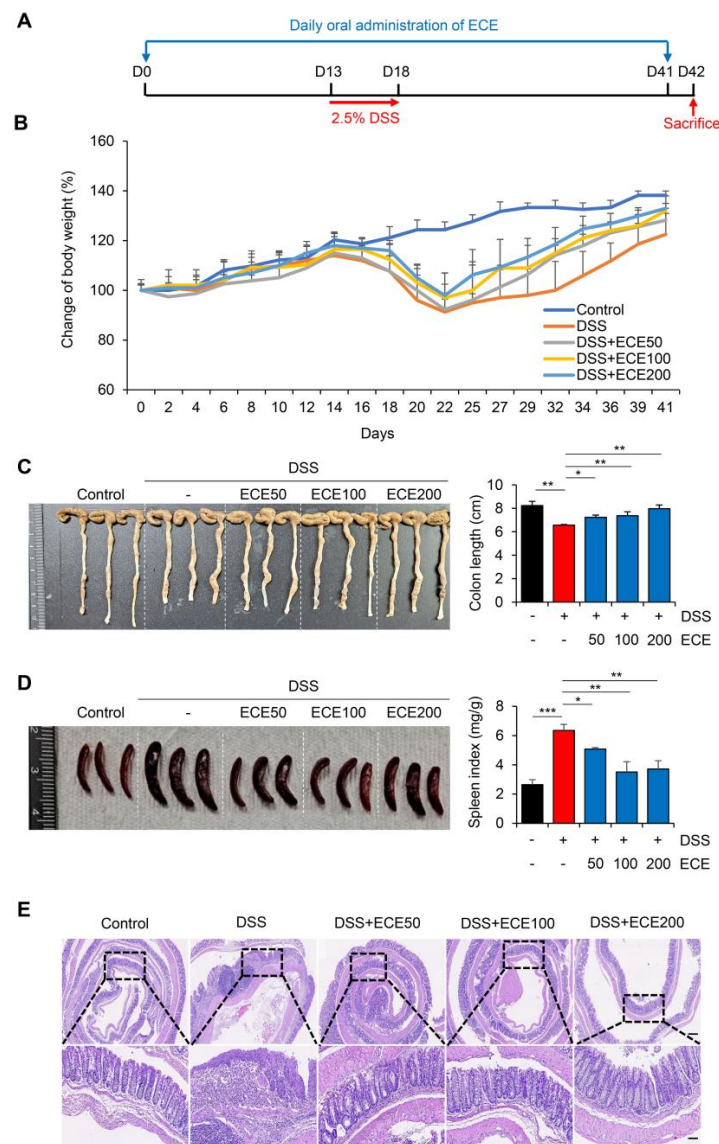 A
Daily oral administration of ECE
D0 D13 D18 D41 D42
2.5% DSS
Sacrifice
B
Change of body weight (%)
160
140
120
100
80
60
Control
DSS
DSS+ECE50
DSS+ECE100
DSS+ECE200
0 2 4 6 8 10 12 14 16 18 20 22 25 27 29 32 34 36 39 41
Days
C
DSS
Control - ECE50 ECE100 ECE200
Colon length (cm)
10
8
6
4
2
0
** * ** **
- + + + + DSS
- - 50 100 200 ECE
D
DSS
Control - ECE50 ECE100 ECE200
2
3
4
Spleen index (mg/g)
8
6
4
2
0
*** * ** **
- + + + + DSS
- - 50 100 200 ECE
E
Control DSS DSS+ECE50 DSS+ECE100 DSS+ECE200